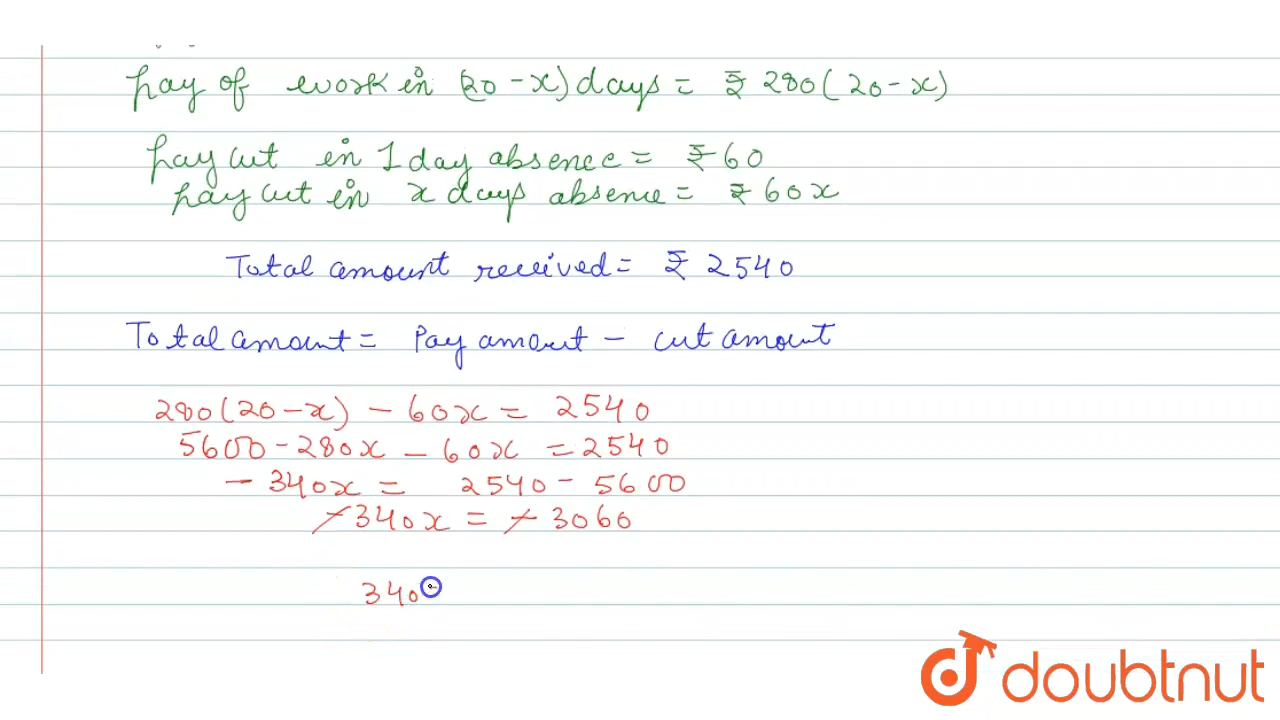 pay of work in (20-x) days = ₹ 280(20-x)
pay cut in 1 day absence = ₹ 60
pay cut in x days absence = ₹ 60x
Total amount received = ₹ 2540
Total amount = Pay amount - cut amount
280(20-x) - 60x = 2540
5600 - 280x - 60x = 2540
- 340x = 2540 - 5600
- 340x = - 3060
340
doubtnut